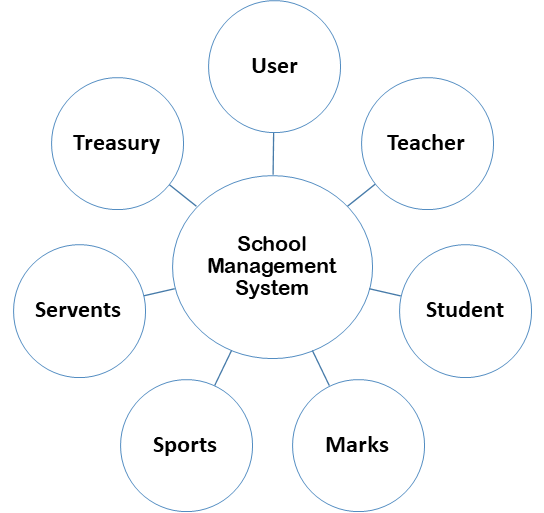 User
Treasury
Teacher
School
Management
System
Servents
Student
Sports
Marks